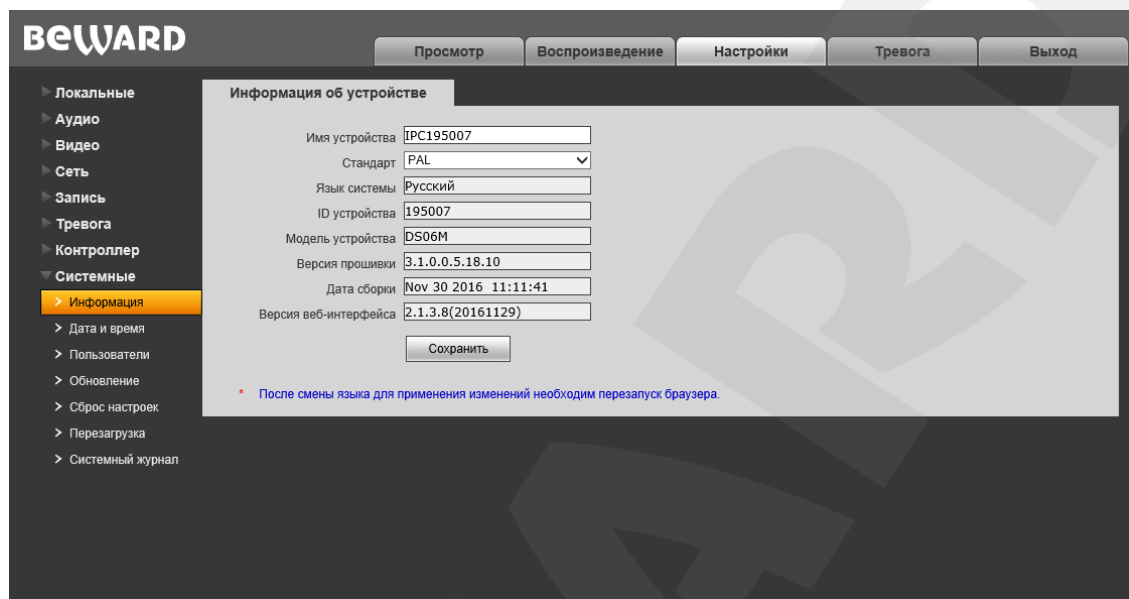 BEWARD
Просмотр Воспроизведение Настройки Тревога Выход
Локальные
Аудио
Видео
Сеть
Запись
Тревога
Контроллер
Системные
Информация
Дата и время
Пользователи
Обновление
Сброс настроек
Перезагрузка
Системный журнал
Информация об устройстве
Имя устройства IPC195007
Стандарт PAL
Язык системы Русский
ID устройства 195007
Модель устройства DS06M
Версия прошивки 3.1.0.0.5.18.10
Дата сборки Nov 30 2016 11:11:41
Версия веб-интерфейса 2.1.3.8(20161129)
Сохранить
* После смены языка для применения изменений необходим перезапуск браузера.